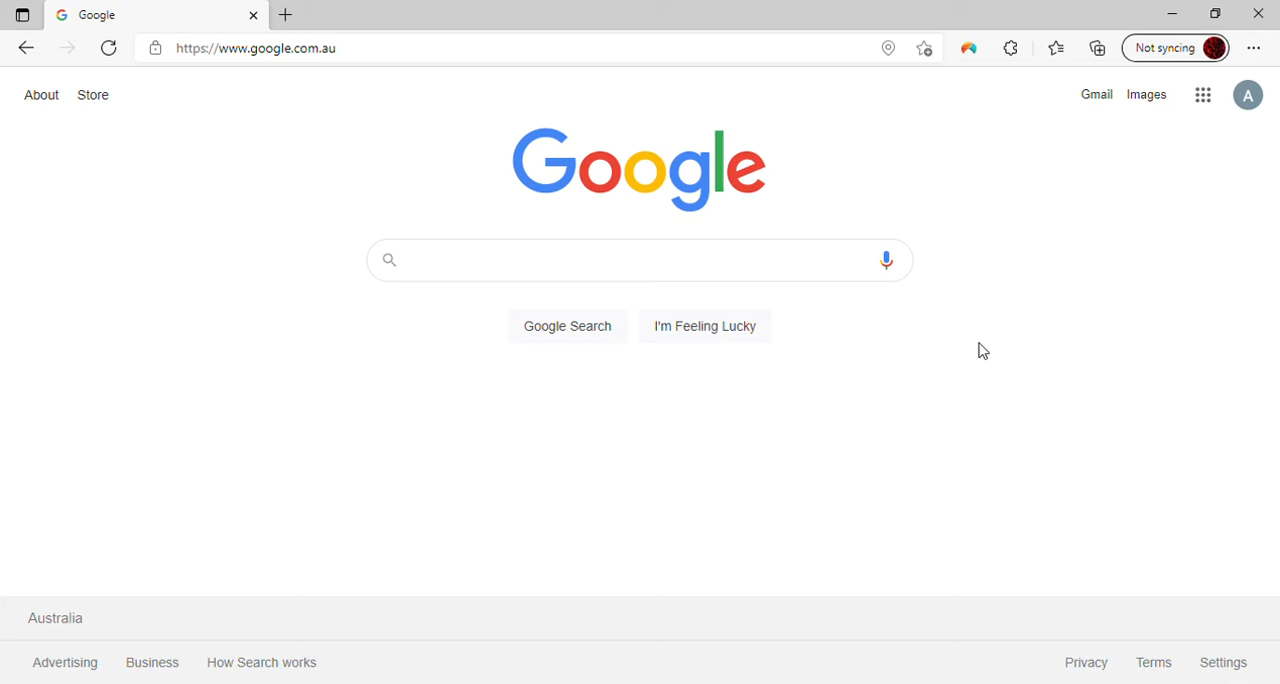 Google
https://www.google.com.au
Not syncing
About Store
Gmail Images
A
Google
Google Search I'm Feeling Lucky
Australia
Advertising Business How Search works
Privacy Terms Settings